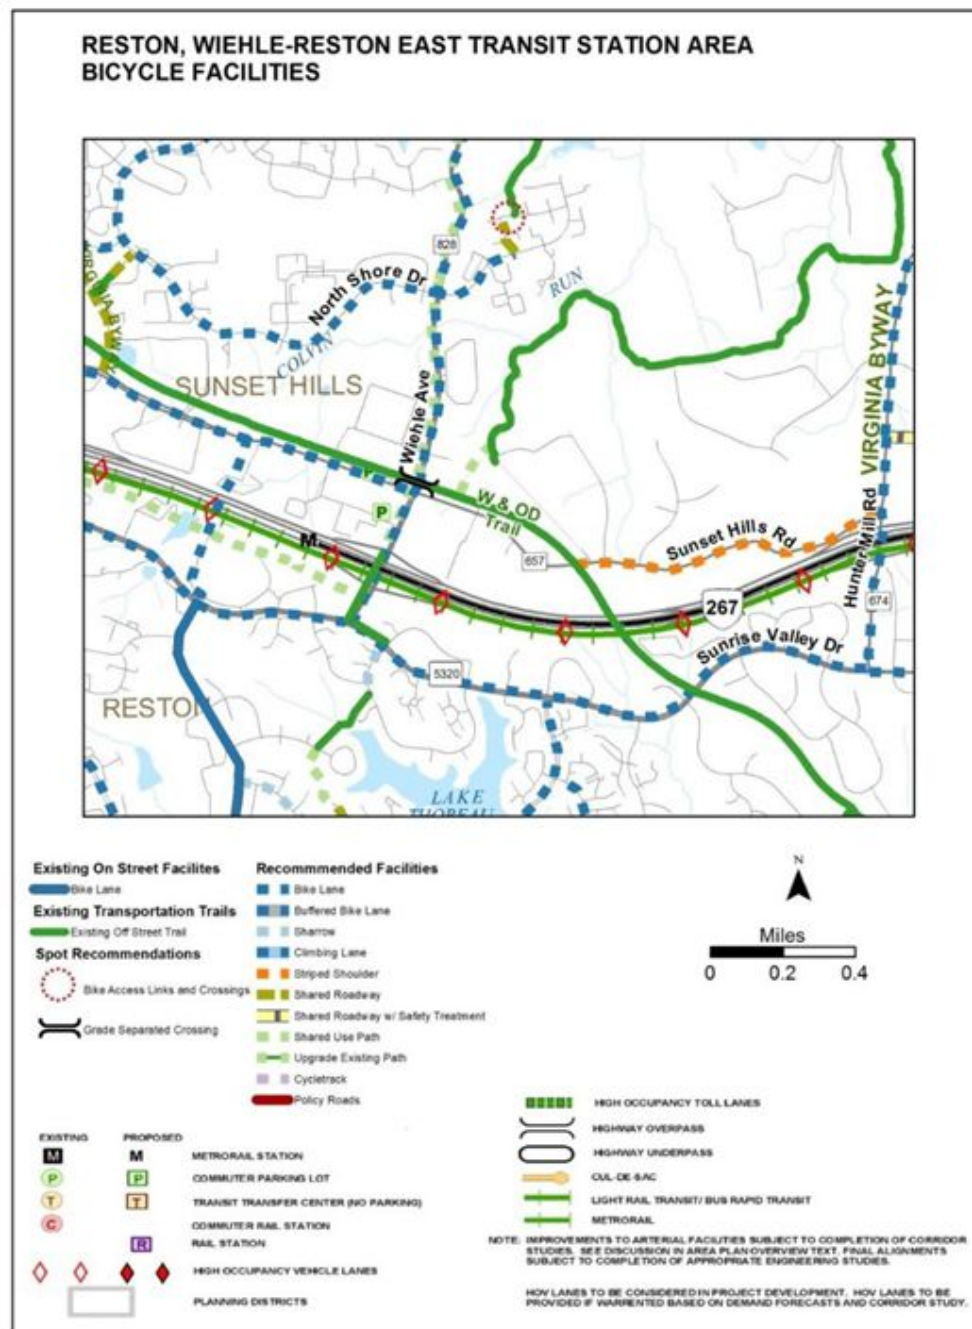 RESTON, WIEHLE-RESTON EAST TRANSIT STATION AREA
BICYCLE FACILITIES
828
RUN
North Shore Dr
COLVIN
VIRGINIA BYWAY
SUNSET HILLS
Wiehle Ave
VIRGINIA BYWAY
P
W & OD
Trail
M
657
Sunset Hills Rd
Hunter Mill Rd
267
674
Sunrise Valley Dr
5320
RESTON
LAKE
THOREAU
Existing On Street Facilites
Bike Lane
Existing Transportation Trails
Existing Off Street Trail
Spot Recommendations
Bike Access Links and Crossings
Grade Separated Crossing
Recommmended Facilities
Bike Lane
Buffered Bike Lane
Sharrow
Climbing Lane
Striped Shoulder
Shared Roadway
Shared Roadway w/ Safety Treatment
Shared Use Path
Upgrade Existing Path
Cycletrack
Policy Roads
N
Miles
0 0.2 0.4
EXISTING PROPOSED
M M METRORAIL STATION
P P COMMUTER PARKING LOT
T T TRANSIT TRANSFER CENTER (NO PARKING)
C COMMUTER RAIL STATION
R RAIL STATION
HIGH OCCUPANCY VEHICLE LANES
PLANNING DISTRICTS
HIGH OCCUPANCY TOLL LANES
HIGHWAY OVERPASS
HIGHWAY UNDERPASS
CUL-DE-SAC
LIGHT RAIL TRANSIT/ BUS RAPID TRANSIT
METRORAIL
NOTE: IMPROVEMENTS TO ARTERIAL FACILITIES SUBJECT TO COMPLETION OF CORRIDOR
STUDIES. SEE DISCUSSION IN AREA PLAN OVERVIEW TEXT. FINAL ALIGNMENTS
SUBJECT TO COMPLETION OF APPROPRIATE ENGINEERING STUDIES.
HOV LANES TO BE CONSIDERED IN PROJECT DEVELOPMENT. HOV LANES TO BE
PROVIDED IF WARRENTED BASED ON DEMAND FORECASTS AND CORRIDOR STUDY.